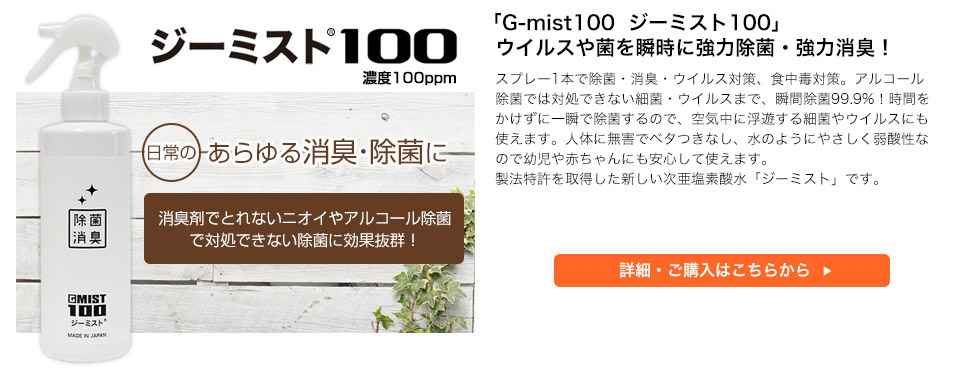 ジーミスト®100
濃度100ppm
日常の あらゆる消臭・除菌に
消臭剤でとれないニオイやアルコール除菌
で対処できない除菌に効果抜群！
除菌
消臭
G-MIST
100
ジーミスト®
MADE IN JAPAN
「G-mist100 ジーミスト100」
ウイルスや菌を瞬時に強力除菌・強力消臭！
スプレー1本で除菌・消臭・ウイルス対策、食中毒対策。アルコール
除菌では対処できない細菌・ウイルスまで、瞬間除菌99.9%！時間を
かけずに一瞬で除菌するので、空気中に浮遊する細菌やウイルスにも
使えます。人体に無害でベタつきなし、水のようにやさしく弱酸性な
ので幼児や赤ちゃんにも安心して使えます。
製法特許を取得した新しい次亜塩素酸水「ジーミスト」です。
詳細・ご購入はこちらから ▶